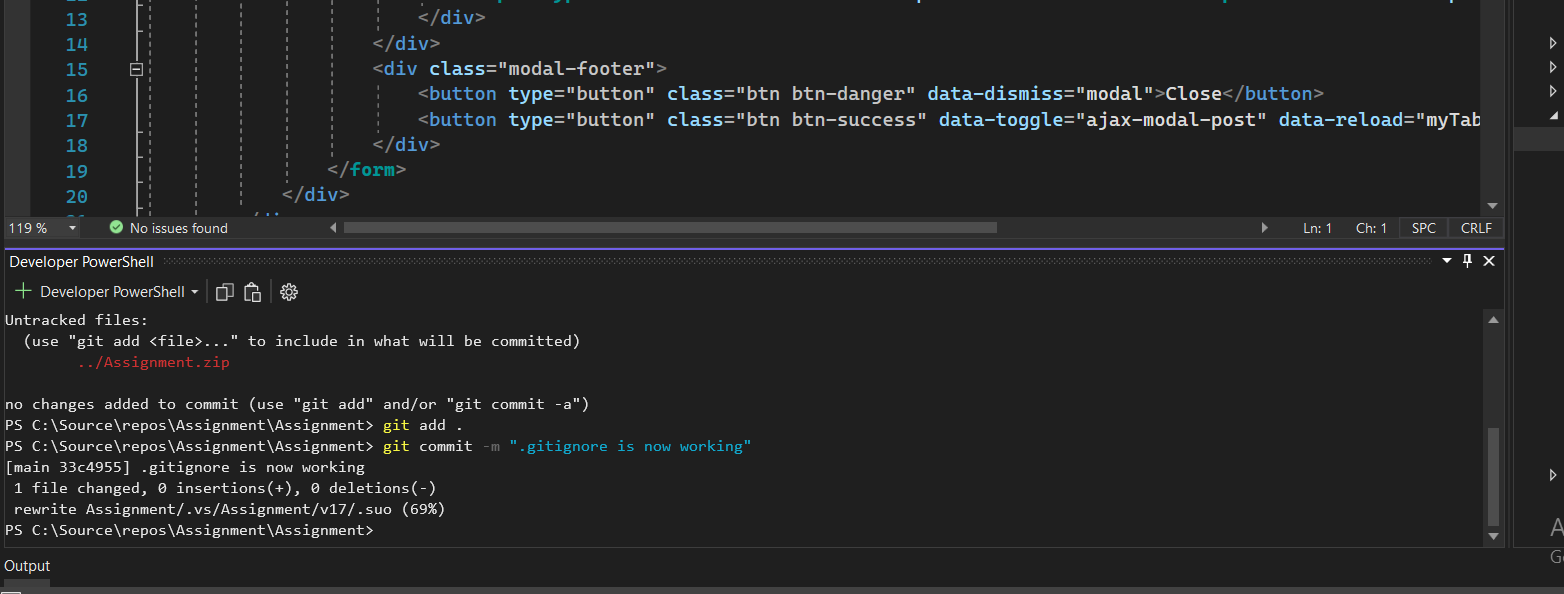 13 </div>
14 </div>
15 <div class="modal-footer">
16 <button type="button" class="btn btn-danger" data-dismiss="modal">Close</button>
17 <button type="button" class="btn btn-success" data-toggle="ajax-modal-post" data-reload="myTab
18 </div>
19 </form>
20 </div>
119 % No issues found Ln: 1 Ch: 1 SPC CRLF
Developer PowerShell
Developer PowerShell
Untracked files:
(use "git add <file>..." to include in what will be committed)
../Assignment.zip
no changes added to commit (use "git add" and/or "git commit -a")
PS C:\Source\repos\Assignment\Assignment> git add .
PS C:\Source\repos\Assignment\Assignment> git commit -m ".gitignore is now working"
[main 33c4955] .gitignore is now working
1 file changed, 0 insertions(+), 0 deletions(-)
rewrite Assignment/.vs/Assignment/v17/.suo (69%)
PS C:\Source\repos\Assignment\Assignment>
Output